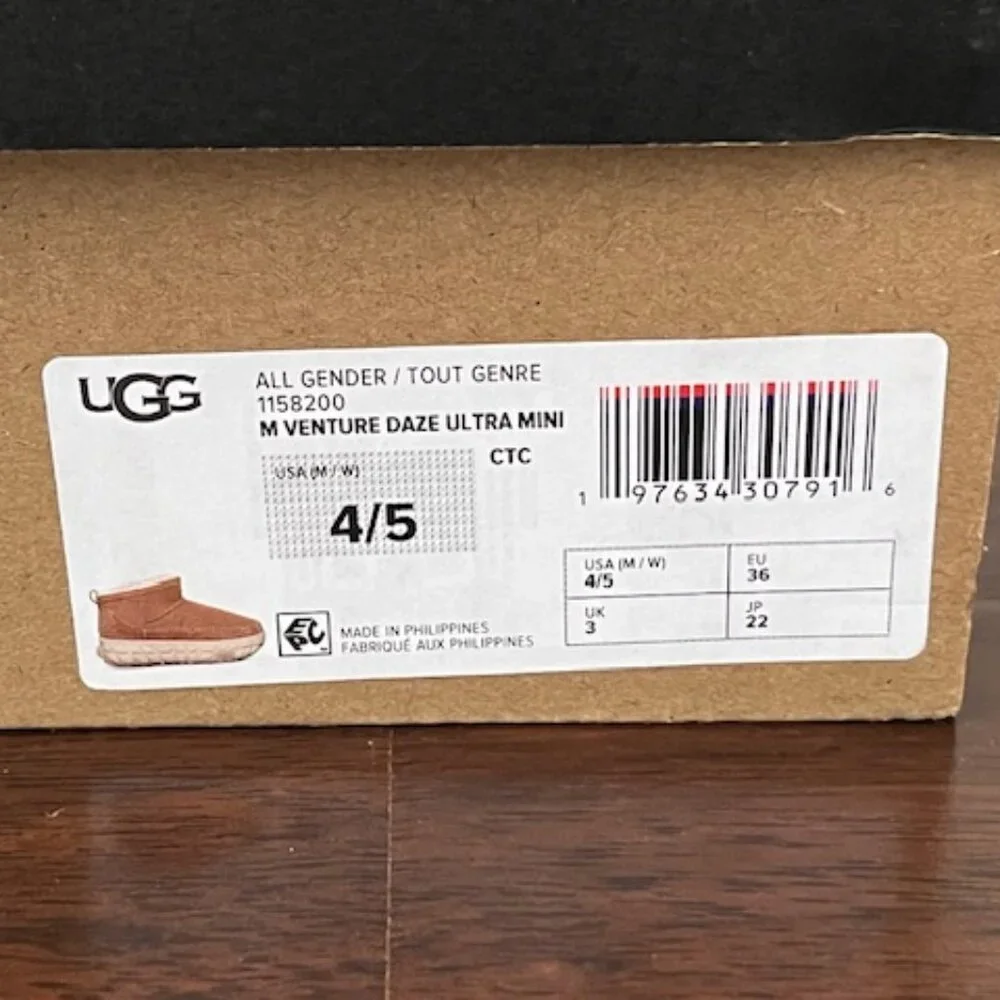 UGG
ALL GENDER / TOUT GENRE
1158200
M VENTURE DAZE ULTRA MINI
CTC
USA (M / W)
4/5
1 97634 30791 6
USA (M / W)
4/5
EU
36
UK
3
JP
22
EPC
MADE IN PHILIPPINES
FABRIQUÉ AUX PHILIPPINES